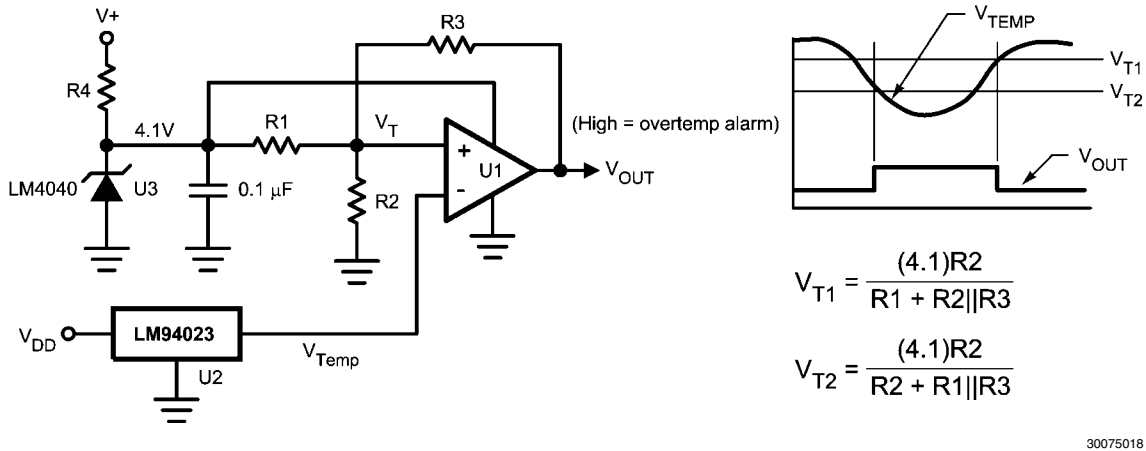 V+
R4
4.1V
R1
R3
V_T
+
-
U1
(High = overtemp alarm)
V_OUT
LM4040
U3
0.1 μF
R2
V_DD
LM94023
U2
V_Temp
V_TEMP
V_T1
V_T2
V_OUT
V_T1 = (4.1)R2 / R1 + R2||R3
V_T2 = (4.1)R2 / R2 + R1||R3
30075018